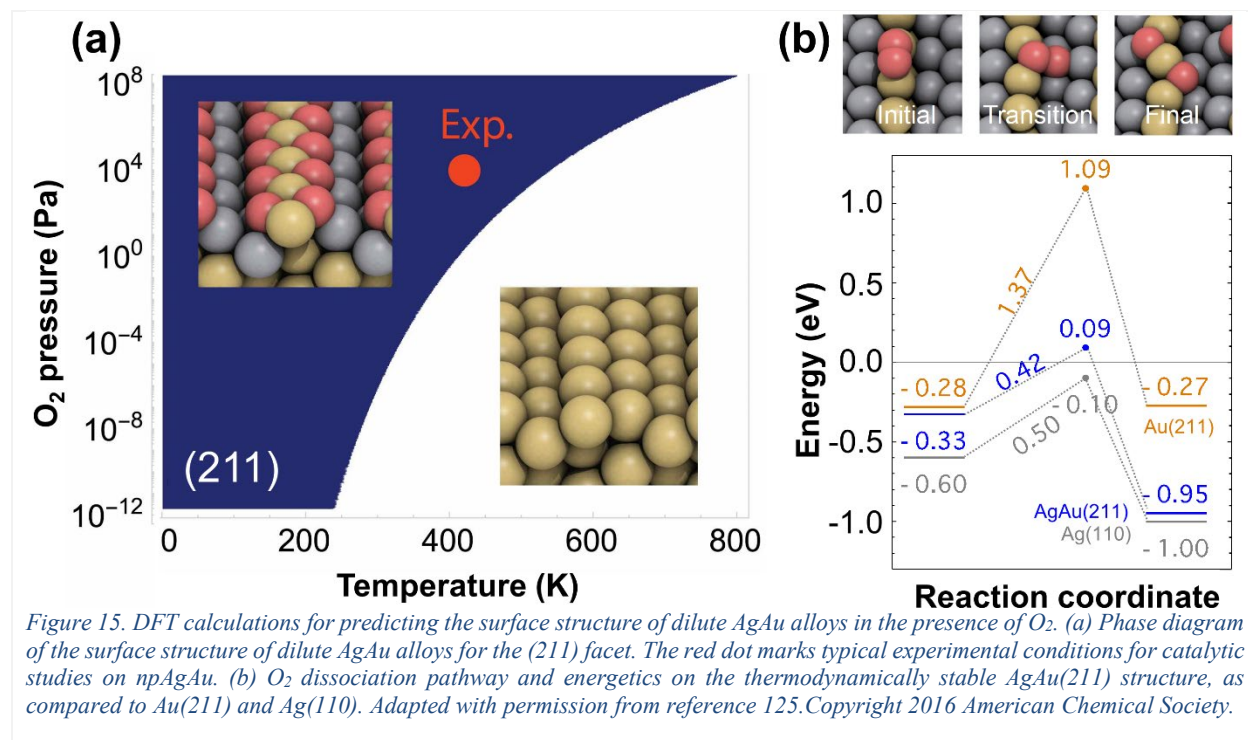 (a)
O₂ pressure (Pa)
10⁸
10⁴
10⁰
10⁻⁴
10⁻⁸
10⁻¹²
Exp.
(211)
0 200 400 600 800
Temperature (K)
(b)
Initial Transition Final
Energy (eV)
1.0
0.5
0.0
-0.5
-1.0
1.09
1.37
0.09
0.42
- 0.28
- 0.27
- 0.10
Au(211)
0.50
- 0.33
- 0.60
- 0.95
AgAu(211)
Ag(110)
- 1.00
Reaction coordinate
Figure 15. DFT calculations for predicting the surface structure of dilute AgAu alloys in the presence of O₂. (a) Phase diagram
of the surface structure of dilute AgAu alloys for the (211) facet. The red dot marks typical experimental conditions for catalytic
studies on npAgAu. (b) O₂ dissociation pathway and energetics on the thermodynamically stable AgAu(211) structure, as
compared to Au(211) and Ag(110). Adapted with permission from reference 125.Copyright 2016 American Chemical Society.